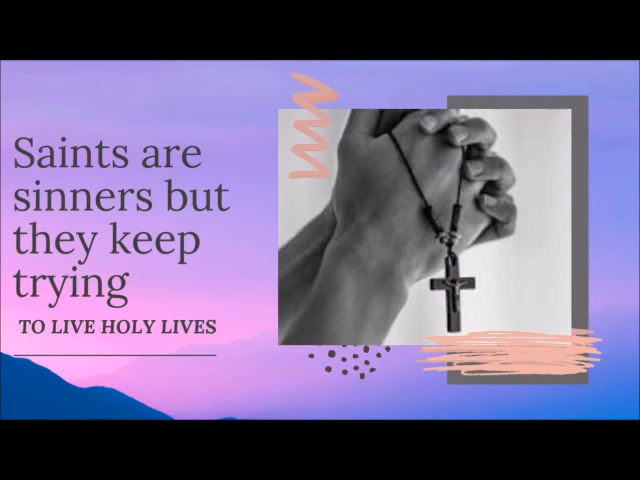 Saints are
sinners but
they keep
trying
TO LIVE HOLY LIVES